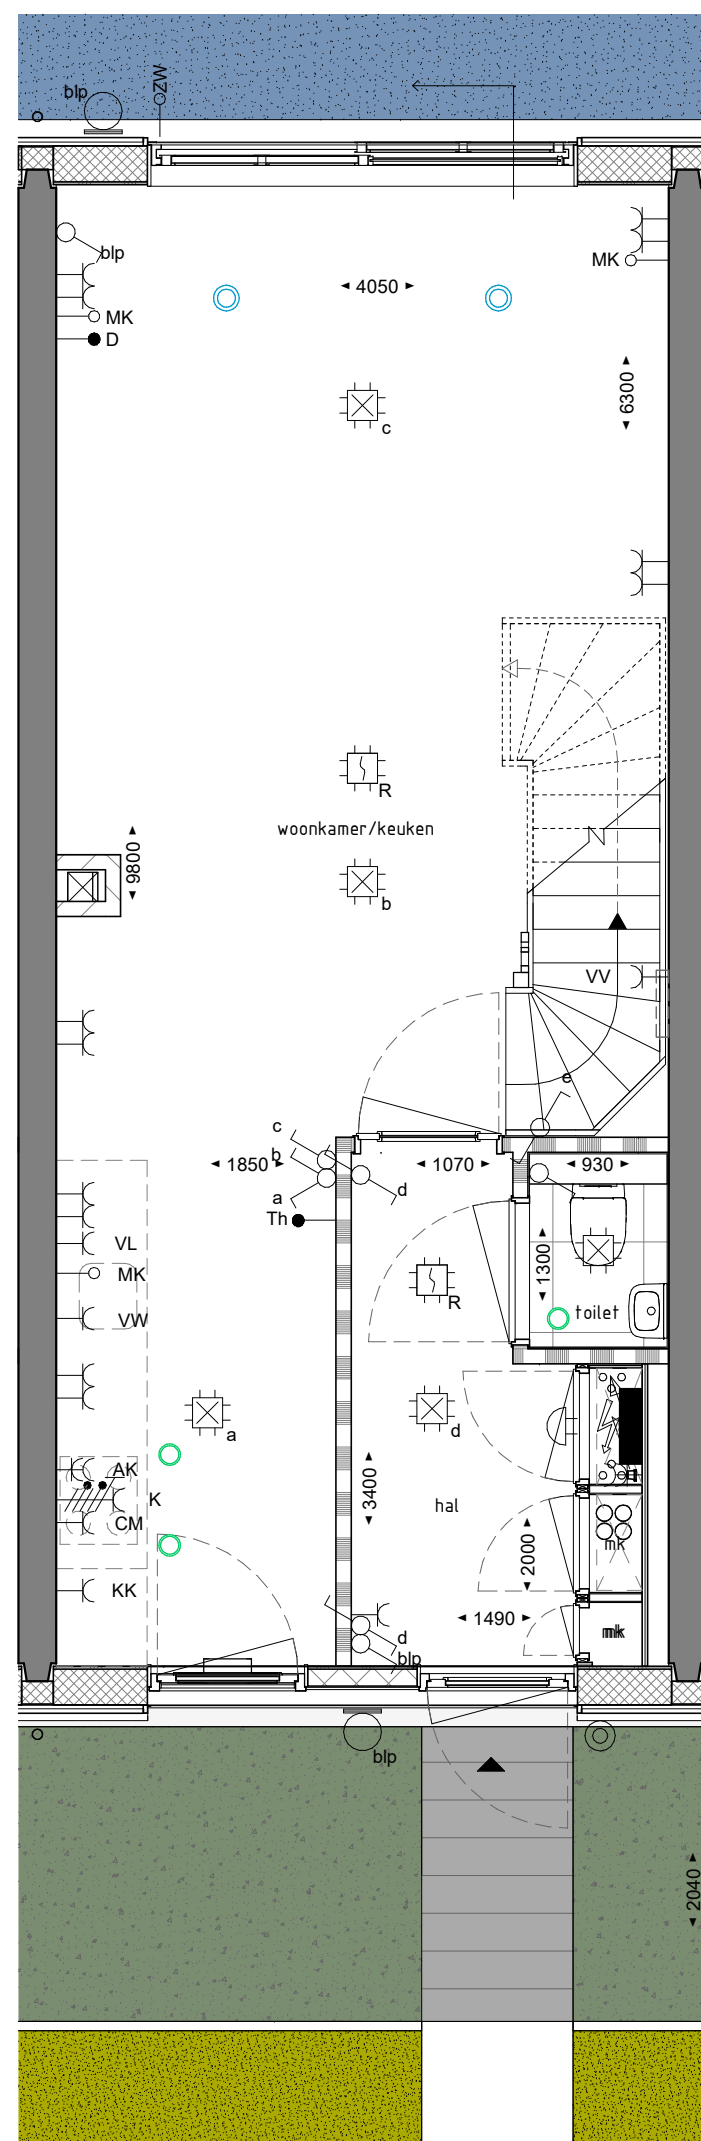 ZW
blp
blp
MK
4050
MK
D
6300
c
R
woonkamer/keuken
9800
b
VV
e
c
b
1850
1070
930
a
d
Th
VL
MK
1300
R
VW
toilet
a
d
AK
3400
K
hal
CM
2000
mk
KK
1490
d
mk
blp
blp
2040